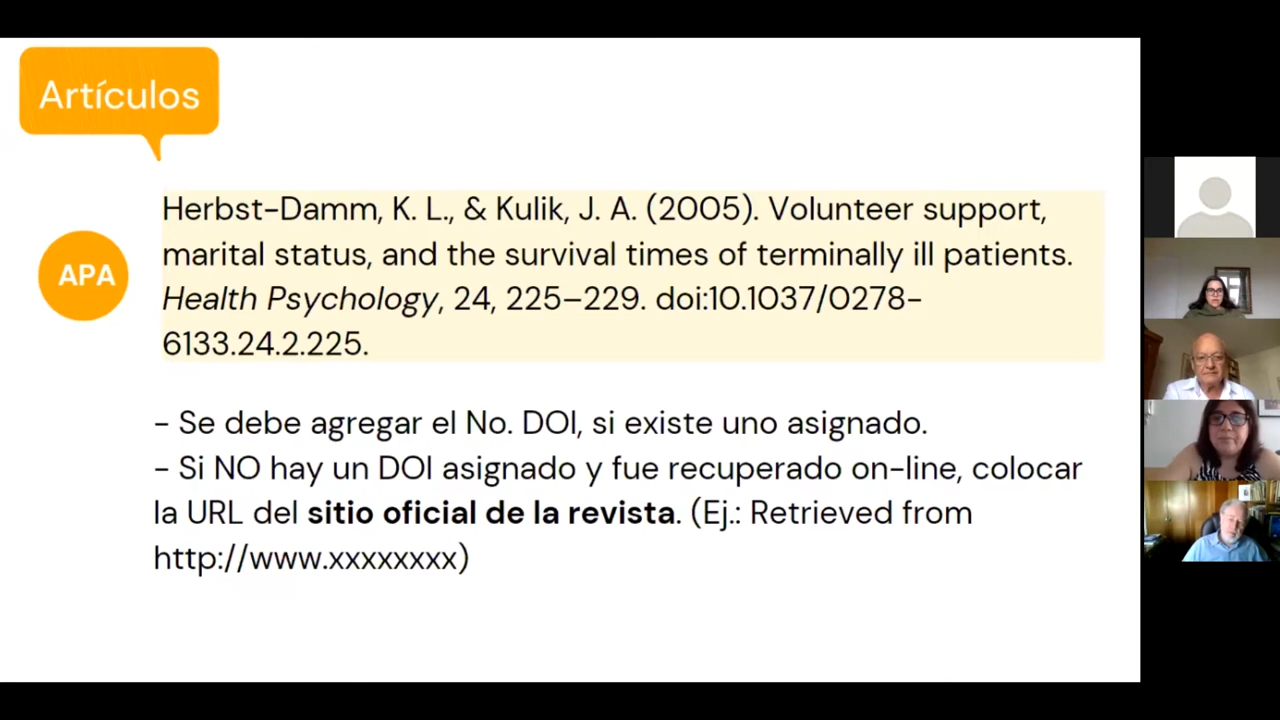 Artículos
APA
Herbst-Damm, K. L., & Kulik, J. A. (2005). Volunteer support,
marital status, and the survival times of terminally ill patients.
Health Psychology, 24, 225–229. doi:10.1037/0278-
6133.24.2.225.
- Se debe agregar el No. DOI, si existe uno asignado.
- Si NO hay un DOI asignado y fue recuperado on-line, colocar
la URL del sitio oficial de la revista. (Ej.: Retrieved from
http://www.xxxxxxxx)